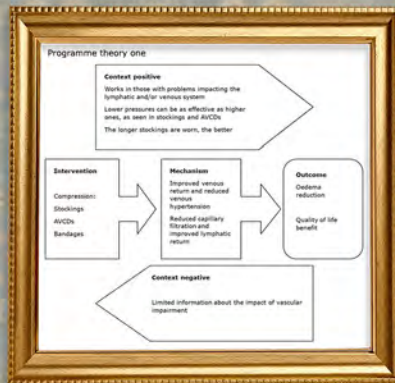 Programme theory one
Context positive
Works in those with problems impacting the
lymphatic and/or venous system
Lower pressures can be as effective as higher
ones, as seen in stockings and AVCDs
The longer stockings are worn, the better
Intervention
Compression:
Stockings
AVCDs
Bandages
Mechanism
Improved venous
return and reduced
venous
hypertension
Reduced capillary
filtration and
improved lymphatic
return
Outcome
Oedema
reduction
Quality of life
benefit
Context negative
Limited information about the impact of vascular
impairment